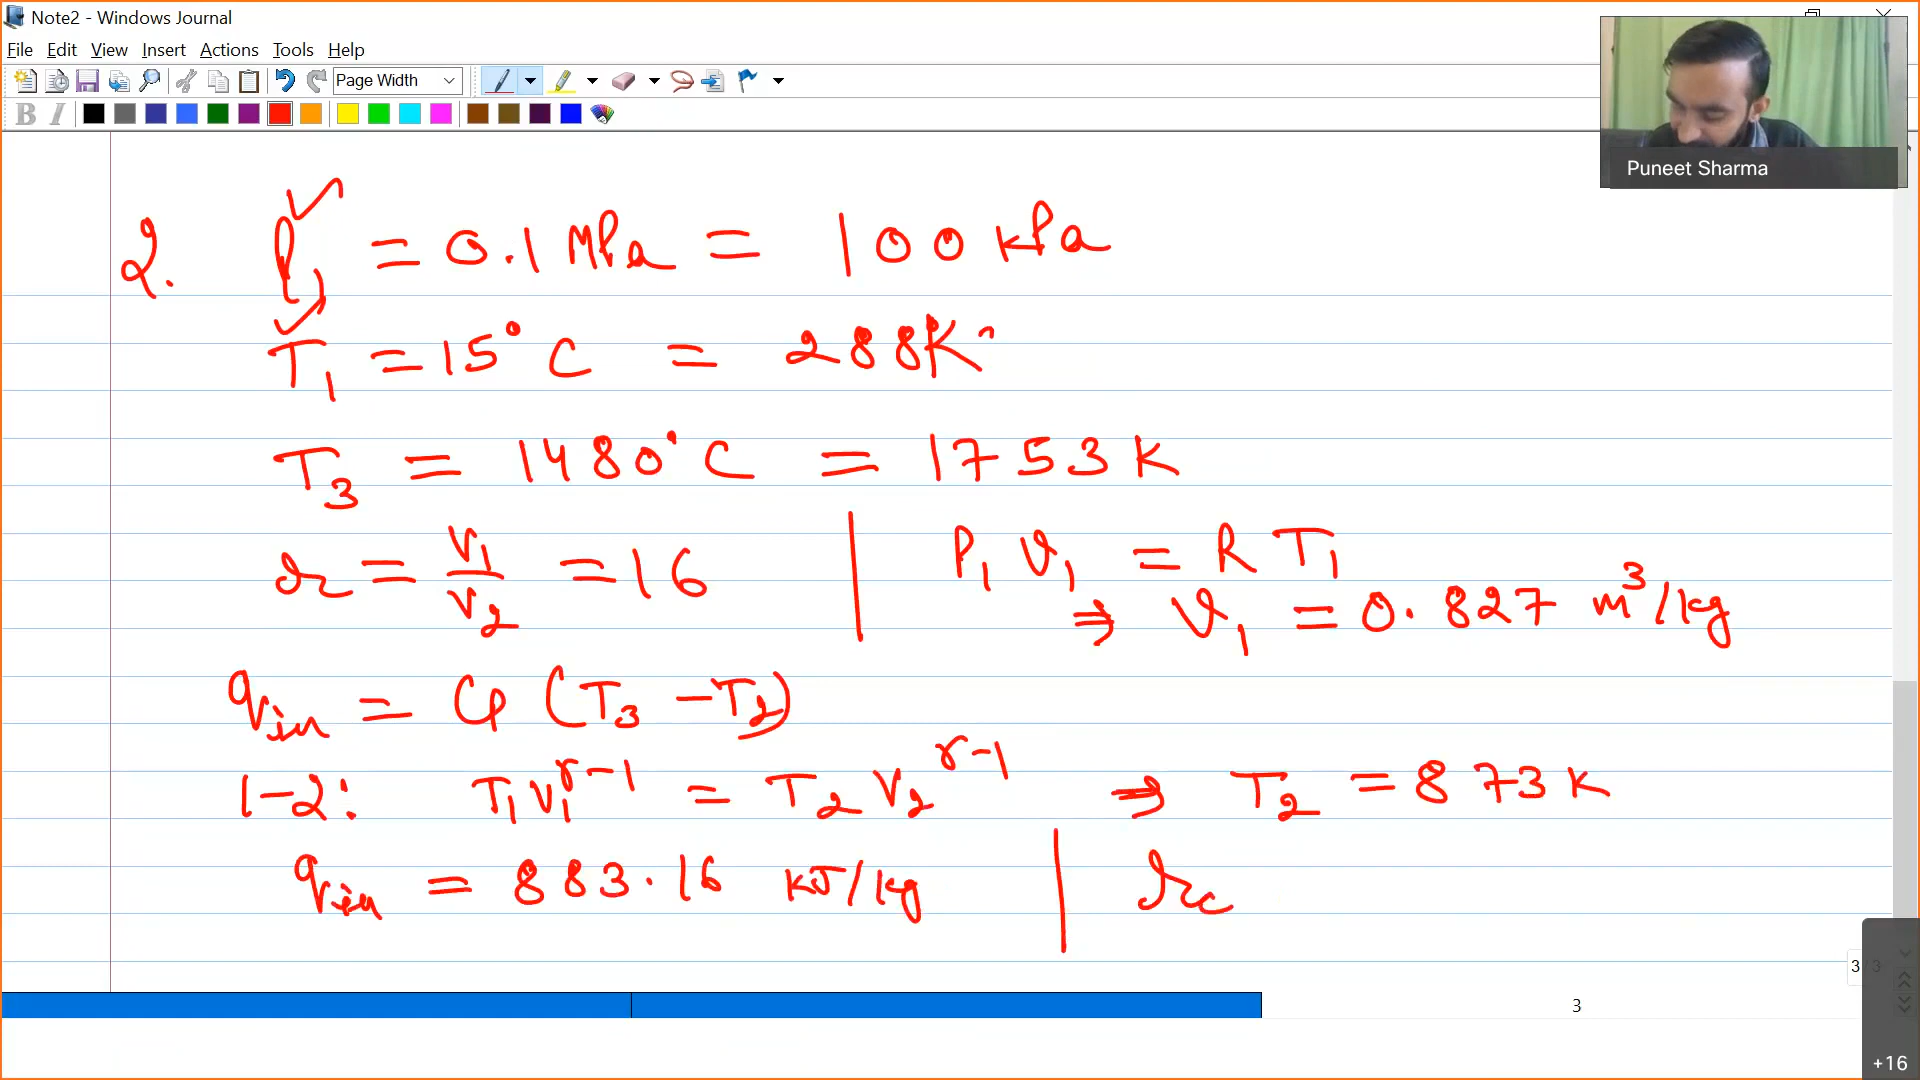 Note2 - Windows Journal
File Edit View Insert Actions Tools Help
Page Width
B I
Puneet Sharma
2. P₁ = 0.1 MPa = 100 kPa
T₁ = 15°C = 288K
T₃ = 1480°C = 1753 K
r = V₁/V₂ = 16 | P₁ v₁ = R T₁
⇒ v₁ = 0.827 m³/kg
qin = Cp (T₃ - T₂)
1-2: T₁V₁^γ-1 = T₂ V₂^γ-1 ⇒ T₂ = 873 K
qin = 883.16 kJ/kg | rc
3 / 3
3
+16